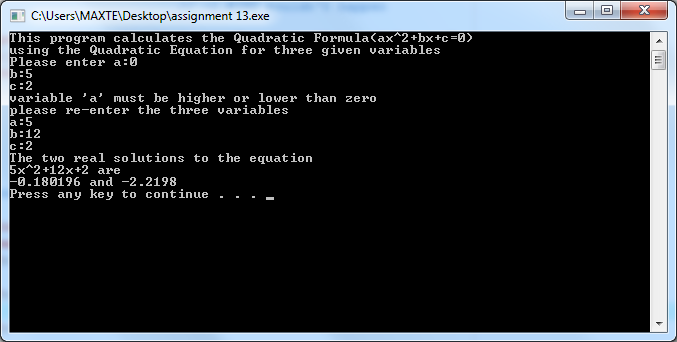 C:\Users\MAXTE\Desktop\assignment 13.exe
This program calculates the Quadratic Formula(ax^2+bx+c=0)
using the Quadratic Equation for three given variables
Please enter a:0
b:5
c:2
variable 'a' must be higher or lower than zero
please re-enter the three variables
a:5
b:12
c:2
The two real solutions to the equation
5x^2+12x+2 are
-0.180196 and -2.2198
Press any key to continue . . . _